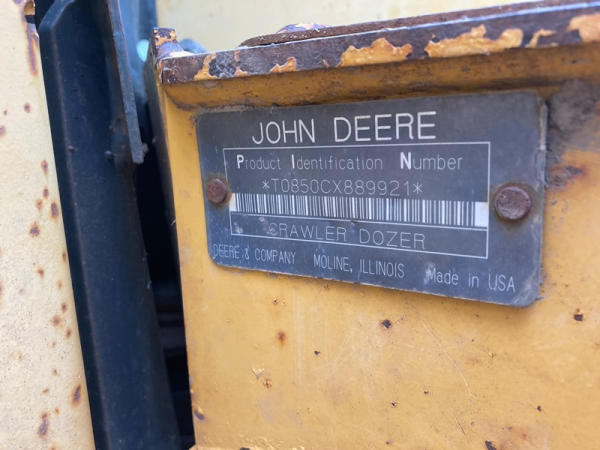 JOHN DEERE
Product Identification Number
*T0850CX889921*
CRAWLER DOZER
DEERE & COMPANY MOLINE, ILLINOIS Made in USA